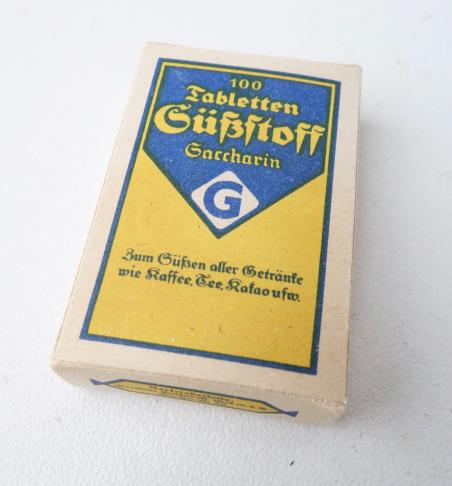 100
Tabletten
Süßstoff
Saccharin
G
Zum Süßen aller Getränke
wie Kaffee, Tee, Kakao usw.